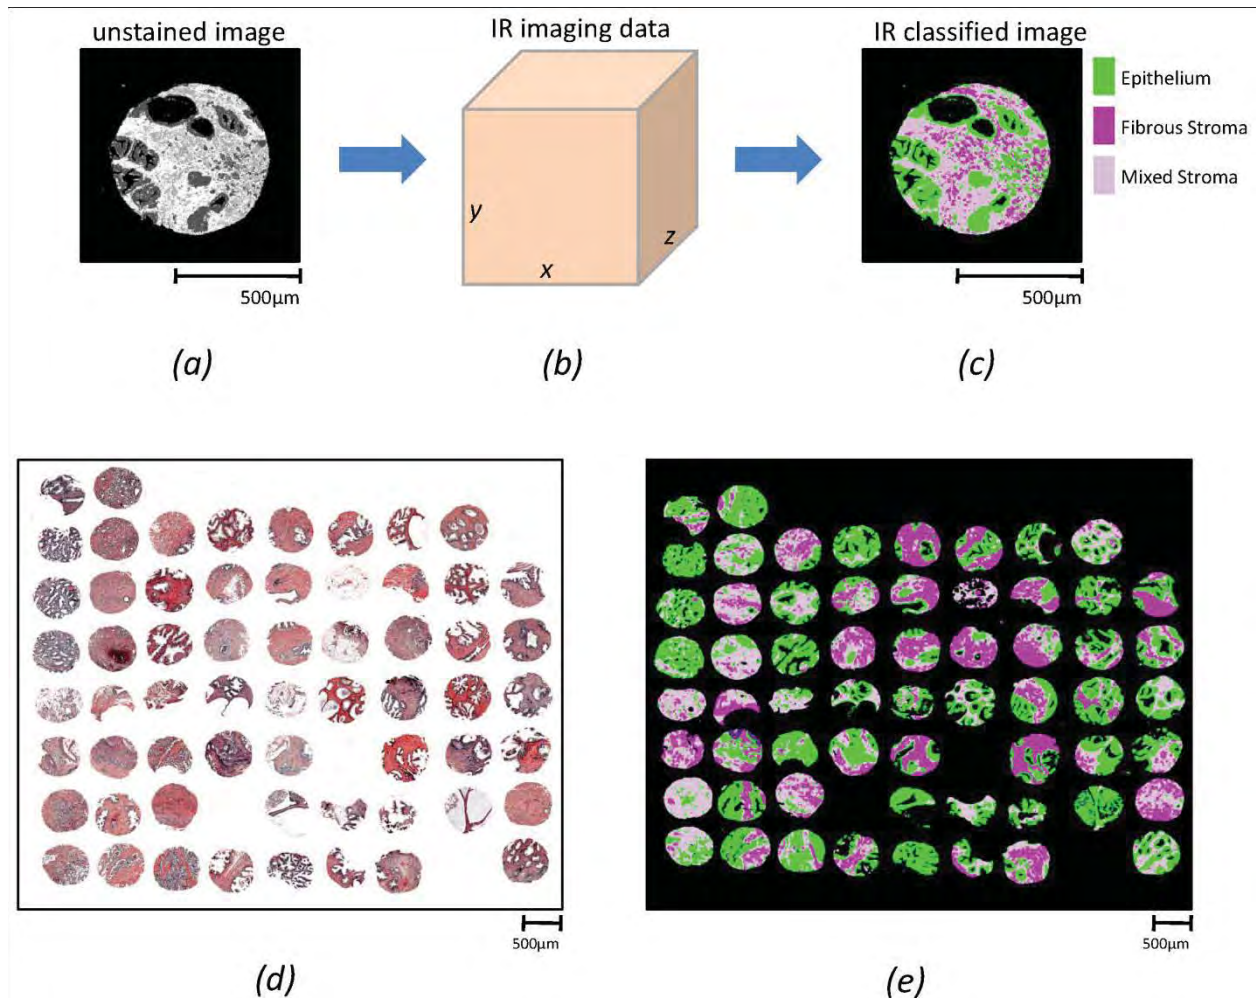 unstained image
IR imaging data
IR classified image
Epithelium
Fibrous Stroma
Mixed Stroma
y
z
x
500μm
500μm
(a)
(b)
(c)
500μm
500μm
(d)
(e)